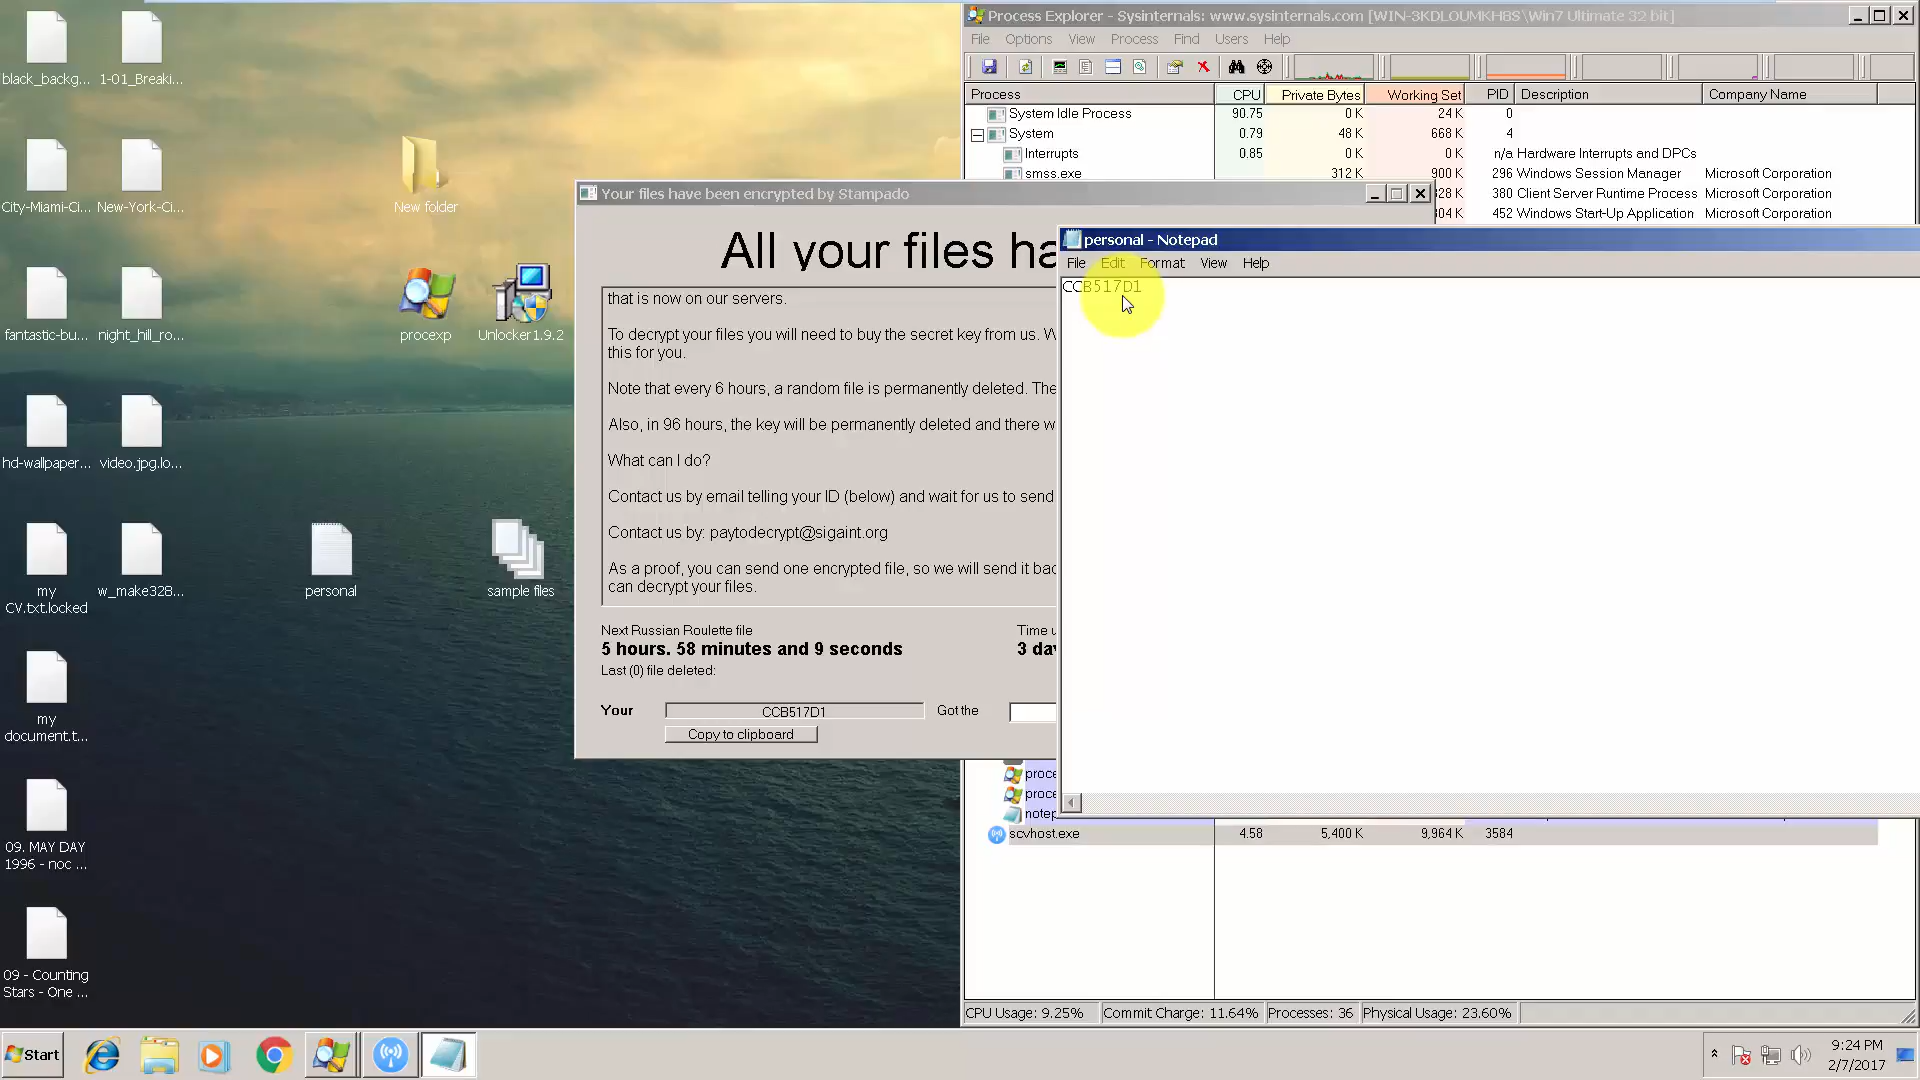 black_backg...
1-01_Breaki...
City-Miami-Ci...
New-York-Ci...
New folder
fantastic-bu...
night_hill_ro...
procexp
Unlocker1.9.2
hd-wallpaper...
video.jpg.lo...
my
CV.txt.locked
w_make328...
personal
sample files
my
document.t...
09. MAY DAY
1996 - noc ...
09 - Counting
Stars - One ...
Process Explorer - Sysinternals: www.sysinternals.com [WIN-3KDLOUMKH8S\Win7 Ultimate 32 bit]
File Options View Process Find Users Help
Process CPU Private Bytes Working Set PID Description Company Name
System Idle Process 90.75 0 K 24 K 0
System 0.79 48 K 668 K 4
Interrupts 0.85 0 K 0 K n/a Hardware Interrupts and DPCs
smss.exe 312 K 900 K 296 Windows Session Manager Microsoft Corporation
328 K 380 Client Server Runtime Process Microsoft Corporation
304 K 452 Windows Start-Up Application Microsoft Corporation
Your files have been encrypted by Stampado
All your files ha
that is now on our servers.
To decrypt your files you will need to buy the secret key from us. W
this for you.
Note that every 6 hours, a random file is permanently deleted. The
Also, in 96 hours, the key will be permanently deleted and there w
What can I do?
Contact us by email telling your ID (below) and wait for us to send
Contact us by: paytodecrypt@sigaint.org
As a proof, you can send one encrypted file, so we will send it bac
can decrypt your files.
Next Russian Roulette file
Time u
5 hours. 58 minutes and 9 seconds
3 day
Last (0) file deleted:
Your CCB517D1 Got the
Copy to clipboard
personal - Notepad
File Edit Format View Help
CCB517D1
proce
proce
notep
scvhost.exe 4.58 5,400 K 9,964 K 3584
CPU Usage: 9.25% Commit Charge: 11.64% Processes: 36 Physical Usage: 23.60%
Start
9:24 PM
2/7/2017